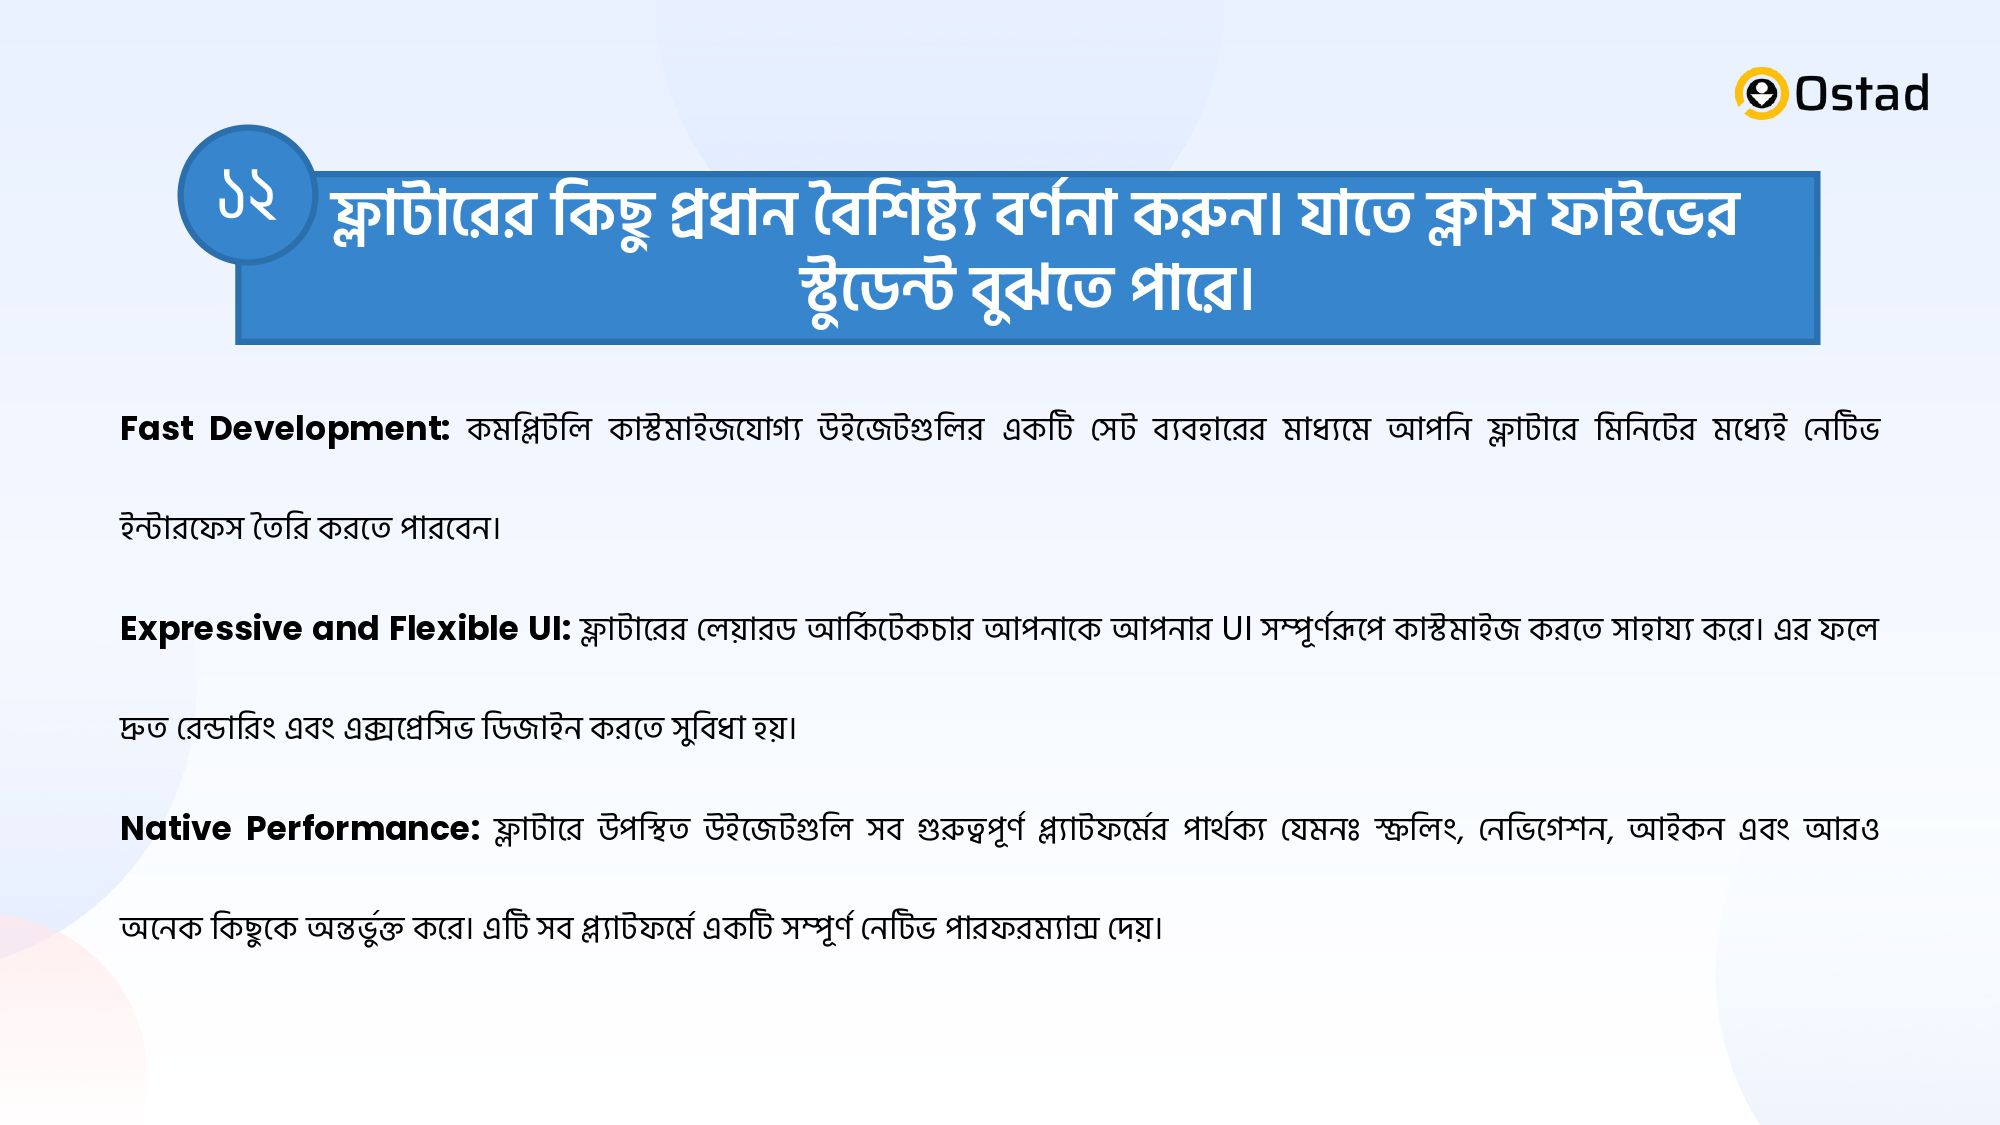 Ostad
১২
ফ্লাটারের কিছু প্রধান বৈশিষ্ট্য বর্ণনা করুন। যাতে ক্লাস ফাইভের
স্টুডেন্ট বুঝতে পারে।
Fast Development: কমপ্লিটলি কাস্টমাইজযোগ্য উইজেটগুলির একটি সেট ব্যবহারের মাধ্যমে আপনি ফ্লাটারে মিনিটের মধ্যেই নেটিভ
ইন্টারফেস তৈরি করতে পারবেন।
Expressive and Flexible UI: ফ্লাটারের লেয়ারড আর্কিটেকচার আপনাকে আপনার UI সম্পূর্ণরূপে কাস্টমাইজ করতে সাহায্য করে। এর ফলে
দ্রুত রেন্ডারিং এবং এক্সপ্রেসিভ ডিজাইন করতে সুবিধা হয়।
Native Performance: ফ্লাটারে উপস্থিত উইজেটগুলি সব গুরুত্বপূর্ণ প্ল্যাটফর্মের পার্থক্য যেমনঃ স্ক্রলিং, নেভিগেশন, আইকন এবং আরও
অনেক কিছুকে অন্তর্ভুক্ত করে। এটি সব প্ল্যাটফর্মে একটি সম্পূর্ণ নেটিভ পারফরম্যান্স দেয়।